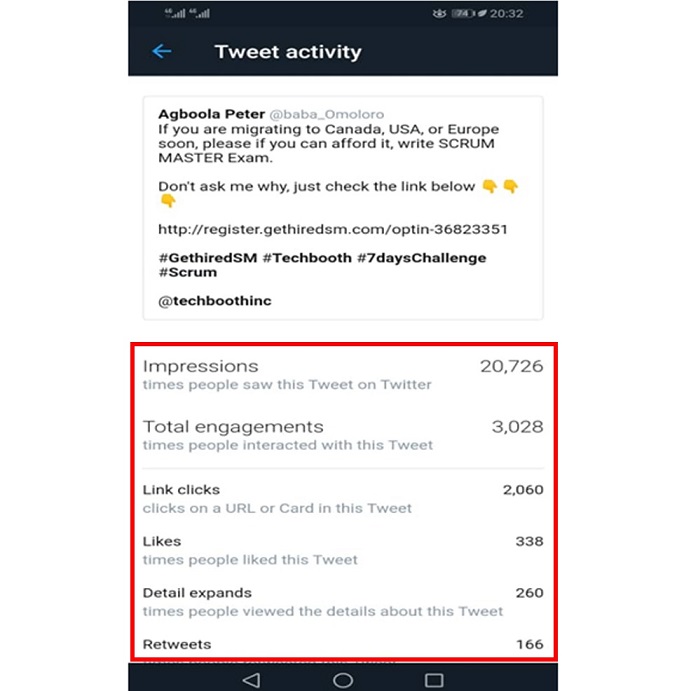 20:32
Tweet activity
Agboola Peter @baba_Omoloro
If you are migrating to Canada, USA, or Europe
soon, please if you can afford it, write SCRUM
MASTER Exam.
Don't ask me why, just check the link below 👇👇
👇
http://register.gethiredsm.com/optin-36823351
#GethiredSM #Techbooth #7daysChallenge
#Scrum
@techboothinc
Impressions 20,726
times people saw this Tweet on Twitter
Total engagements 3,028
times people interacted with this Tweet
Link clicks 2,060
clicks on a URL or Card in this Tweet
Likes 338
times people liked this Tweet
Detail expands 260
times people viewed the details about this Tweet
Retweets 166